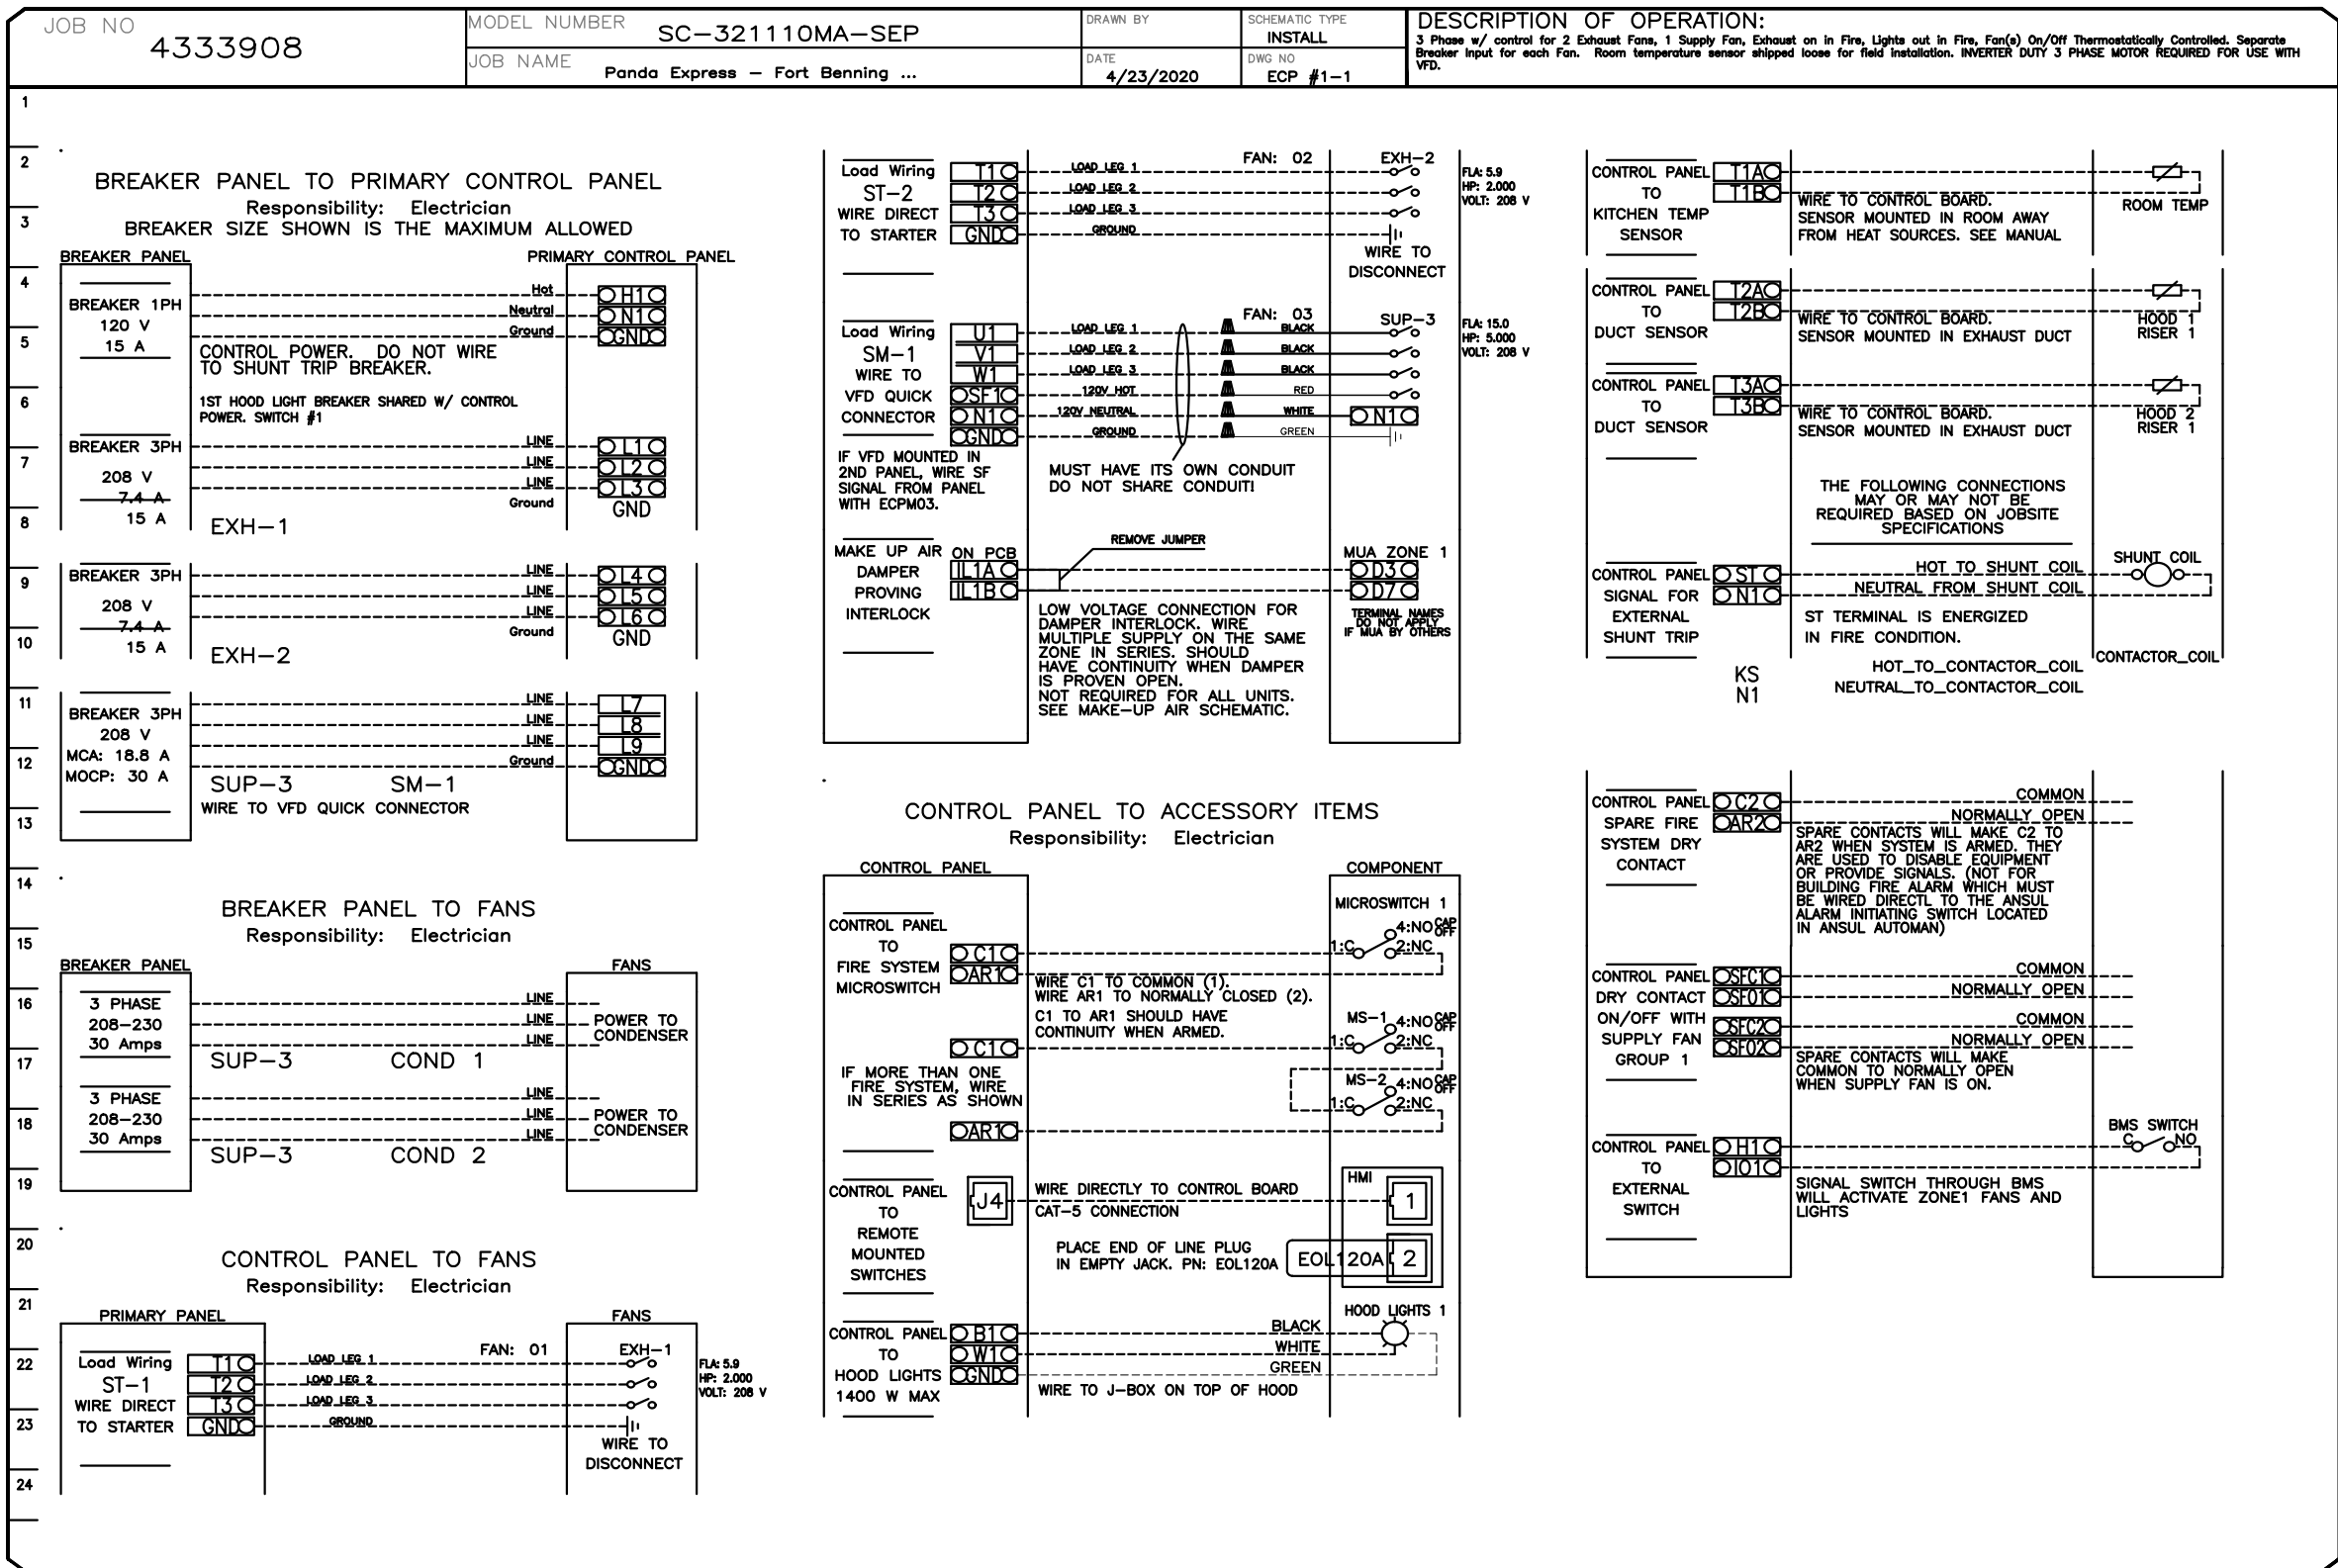 JOB NO
4333908
MODEL NUMBER
SC-321110MA-SEP
JOB NAME
Panda Express - Fort Benning ...
DRAWN BY
DATE
4/23/2020
SCHEMATIC TYPE
INSTALL
DWG NO
ECP #1-1
DESCRIPTION OF OPERATION:
3 Phase w/ control for 2 Exhaust Fans, 1 Supply Fan, Exhaust on in Fire, Lights out in Fire, Fan(s) On/Off Thermostatically Controlled. Separate
Breaker Input for each Fan. Room temperature sensor shipped loose for field installation. INVERTER DUTY 3 PHASE MOTOR REQUIRED FOR USE WITH
VFD.
1
2
3
4
5
6
7
8
9
10
11
12
13
14
15
16
17
18
19
20
21
22
23
24
BREAKER PANEL TO PRIMARY CONTROL PANEL
Responsibility: Electrician
BREAKER SIZE SHOWN IS THE MAXIMUM ALLOWED
BREAKER PANEL
PRIMARY CONTROL PANEL
BREAKER 1PH
120 V
15 A
Hot
H1
Neutral
N1
Ground
GND
CONTROL POWER. DO NOT WIRE
TO SHUNT TRIP BREAKER.
1ST HOOD LIGHT BREAKER SHARED W/ CONTROL
POWER. SWITCH #1
BREAKER 3PH
208 V
7.4 A
15 A
LINE
L1
LINE
L2
LINE
L3
Ground
GND
EXH-1
BREAKER 3PH
208 V
7.4 A
15 A
LINE
L4
LINE
L5
LINE
L6
Ground
GND
EXH-2
BREAKER 3PH
208 V
MCA: 18.8 A
MOCP: 30 A
LINE
L7
LINE
L8
LINE
L9
Ground
GND
SUP-3 SM-1
WIRE TO VFD QUICK CONNECTOR
BREAKER PANEL TO FANS
Responsibility: Electrician
BREAKER PANEL
FANS
3 PHASE
208-230
30 Amps
LINE
LINE
LINE
POWER TO
CONDENSER
SUP-3 COND 1
3 PHASE
208-230
30 Amps
LINE
LINE
LINE
POWER TO
CONDENSER
SUP-3 COND 2
CONTROL PANEL TO FANS
Responsibility: Electrician
PRIMARY PANEL
FANS
Load Wiring
ST-1
WIRE DIRECT
TO STARTER
T1
T2
T3
GND
LOAD LEG 1
LOAD LEG 2
LOAD LEG 3
GROUND
FAN: 01
EXH-1
WIRE TO
DISCONNECT
FLA: 5.9
HP: 2.000
VOLT: 208 V
Load Wiring
ST-2
WIRE DIRECT
TO STARTER
T1
T2
T3
GND
LOAD LEG 1
LOAD LEG 2
LOAD LEG 3
GROUND
FAN: 02
EXH-2
WIRE TO
DISCONNECT
FLA: 5.9
HP: 2.000
VOLT: 208 V
Load Wiring
SM-1
WIRE TO
VFD QUICK
CONNECTOR
U1
V1
W1
SF1
N1
GND
LOAD LEG 1
LOAD LEG 2
LOAD LEG 3
120V HOT
120V NEUTRAL
GROUND
FAN: 03
BLACK
BLACK
BLACK
RED
WHITE
GREEN
SUP-3
N1
FLA: 15.0
HP: 5.000
VOLT: 208 V
IF VFD MOUNTED IN
2ND PANEL, WIRE SF
SIGNAL FROM PANEL
WITH ECPM03.
MUST HAVE ITS OWN CONDUIT
DO NOT SHARE CONDUIT!
MAKE UP AIR
DAMPER
PROVING
INTERLOCK
ON PCB
IL1A
IL1B
REMOVE JUMPER
MUA ZONE 1
D3
D7
TERMINAL NAMES
DO NOT APPLY
IF MUA BY OTHERS
LOW VOLTAGE CONNECTION FOR
DAMPER INTERLOCK. WIRE
MULTIPLE SUPPLY ON THE SAME
ZONE IN SERIES. SHOULD
HAVE CONTINUITY WHEN DAMPER
IS PROVEN OPEN.
NOT REQUIRED FOR ALL UNITS.
SEE MAKE-UP AIR SCHEMATIC.
CONTROL PANEL TO ACCESSORY ITEMS
Responsibility: Electrician
CONTROL PANEL
COMPONENT
CONTROL PANEL
TO
FIRE SYSTEM
MICROSWITCH
C1
AR1
MICROSWITCH 1
4:NO CAP OFF
1:C
2:NC
WIRE C1 TO COMMON (1).
WIRE AR1 TO NORMALLY CLOSED (2).
C1 TO AR1 SHOULD HAVE
CONTINUITY WHEN ARMED.
C1
MS-1
4:NO CAP OFF
1:C
2:NC
IF MORE THAN ONE
FIRE SYSTEM, WIRE
IN SERIES AS SHOWN
MS-2
4:NO CAP OFF
1:C
2:NC
AR1
CONTROL PANEL
TO
REMOTE
MOUNTED
SWITCHES
J4
WIRE DIRECTLY TO CONTROL BOARD
CAT-5 CONNECTION
HMI
1
PLACE END OF LINE PLUG
IN EMPTY JACK. PN: EOL120A
EOL120A
2
CONTROL PANEL
TO
HOOD LIGHTS
1400 W MAX
B1
W1
GND
BLACK
WHITE
GREEN
HOOD LIGHTS 1
WIRE TO J-BOX ON TOP OF HOOD
CONTROL PANEL
TO
KITCHEN TEMP
SENSOR
T1A
T1B
WIRE TO CONTROL BOARD.
SENSOR MOUNTED IN ROOM AWAY
FROM HEAT SOURCES. SEE MANUAL
ROOM TEMP
CONTROL PANEL
TO
DUCT SENSOR
T2A
T2B
WIRE TO CONTROL BOARD.
SENSOR MOUNTED IN EXHAUST DUCT
HOOD 1
RISER 1
CONTROL PANEL
TO
DUCT SENSOR
T3A
T3B
WIRE TO CONTROL BOARD.
SENSOR MOUNTED IN EXHAUST DUCT
HOOD 2
RISER 1
THE FOLLOWING CONNECTIONS
MAY OR MAY NOT BE
REQUIRED BASED ON JOBSITE
SPECIFICATIONS
CONTROL PANEL
SIGNAL FOR
EXTERNAL
SHUNT TRIP
ST
N1
HOT TO SHUNT COIL
NEUTRAL FROM SHUNT COIL
SHUNT COIL
ST TERMINAL IS ENERGIZED
IN FIRE CONDITION.
KS
N1
HOT_TO_CONTACTOR_COIL
NEUTRAL_TO_CONTACTOR_COIL
CONTACTOR_COIL
CONTROL PANEL
SPARE FIRE
SYSTEM DRY
CONTACT
C2
AR2
COMMON
NORMALLY OPEN
SPARE CONTACTS WILL MAKE C2 TO
AR2 WHEN SYSTEM IS ARMED. THEY
ARE USED TO DISABLE EQUIPMENT
OR PROVIDE SIGNALS. (NOT FOR
BUILDING FIRE ALARM WHICH MUST
BE WIRED DIRECTL TO THE ANSUL
ALARM INITIATING SWITCH LOCATED
IN ANSUL AUTOMAN)
CONTROL PANEL
DRY CONTACT
ON/OFF WITH
SUPPLY FAN
GROUP 1
SFC1
SFO1
SFC2
SFO2
COMMON
NORMALLY OPEN
COMMON
NORMALLY OPEN
SPARE CONTACTS WILL MAKE
COMMON TO NORMALLY OPEN
WHEN SUPPLY FAN IS ON.
CONTROL PANEL
TO
EXTERNAL
SWITCH
H1
IO1
BMS SWITCH
C
NO
SIGNAL SWITCH THROUGH BMS
WILL ACTIVATE ZONE1 FANS AND
LIGHTS